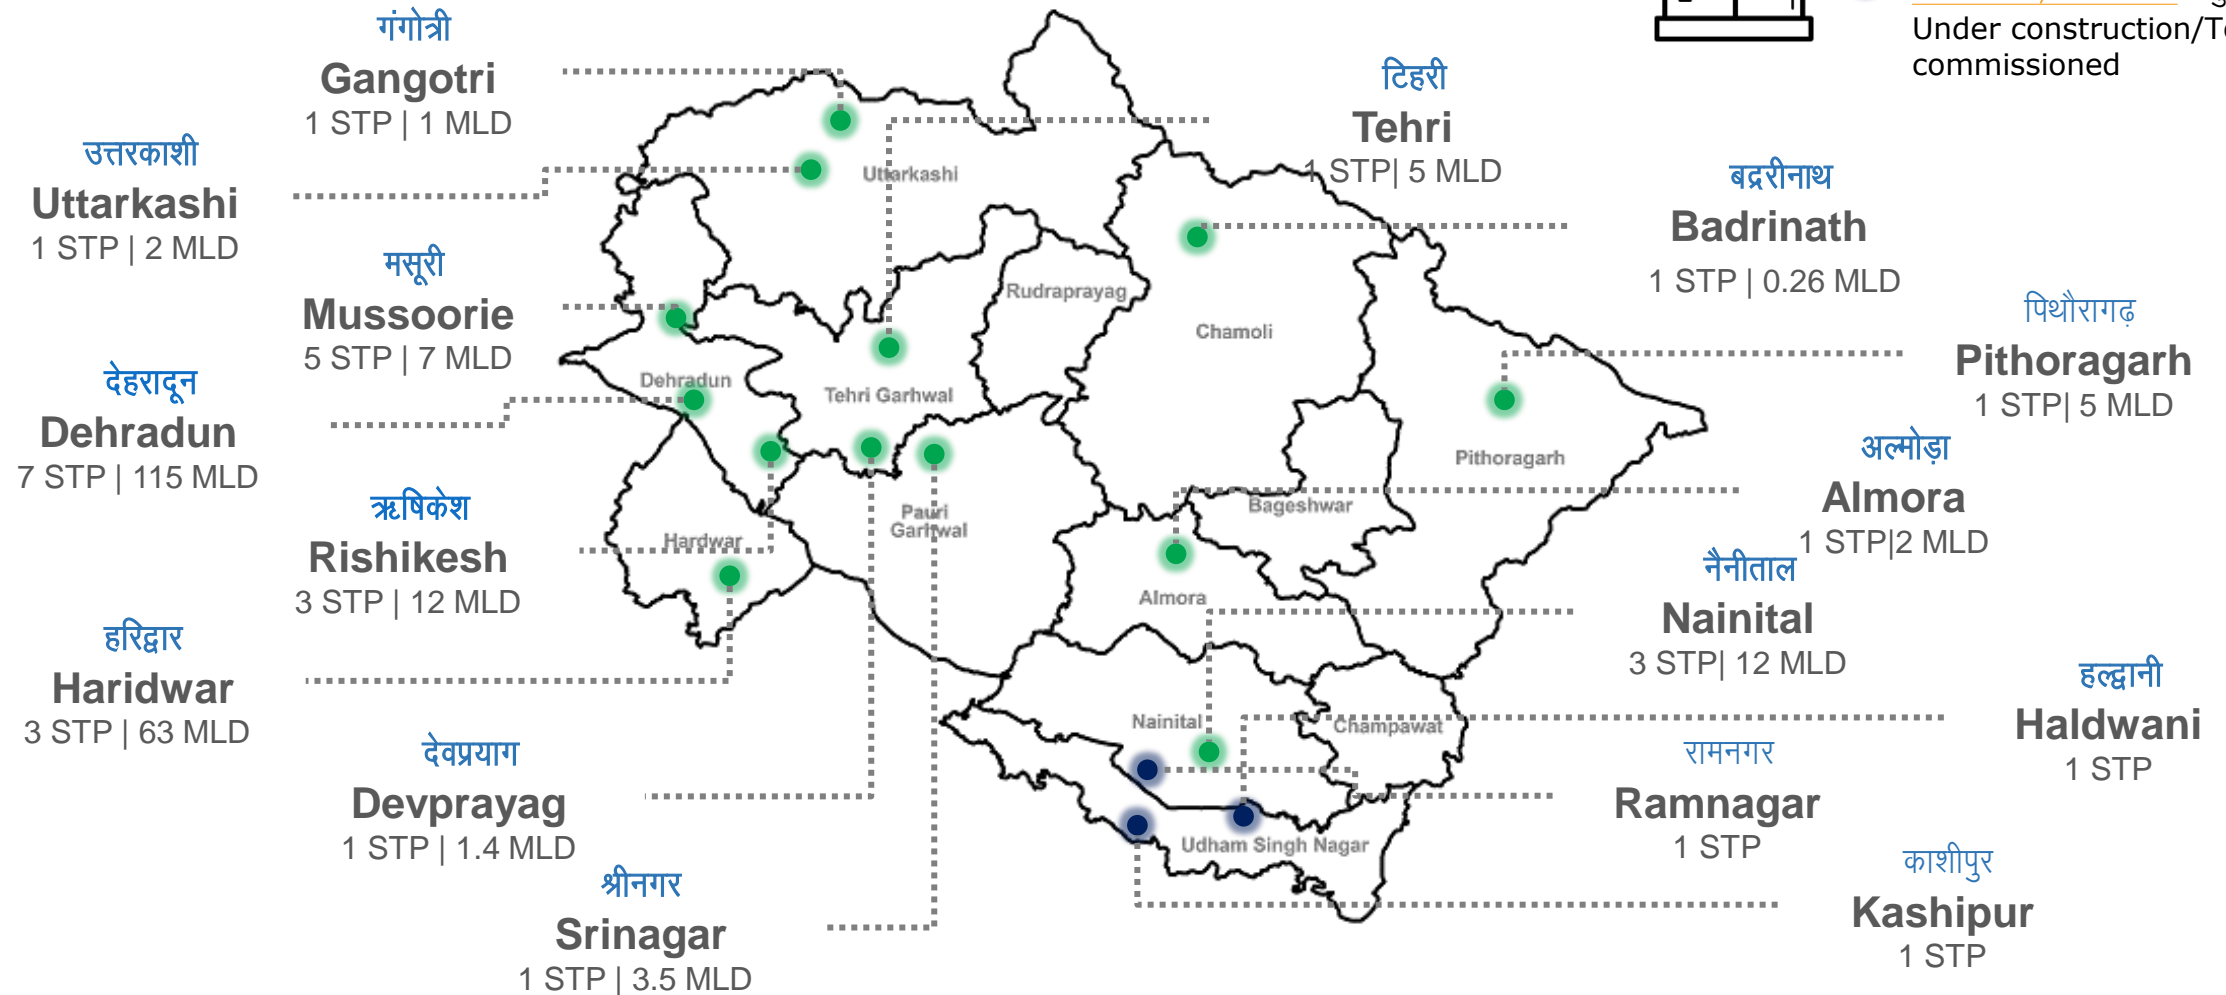 Under construction/
commissioned
गंगोत्री
Gangotri
1 STP | 1 MLD
उत्तरकाशी
Uttarkashi
1 STP | 2 MLD
मसूरी
Mussoorie
5 STP | 7 MLD
देहरादून
Dehradun
7 STP | 115 MLD
ऋषिकेश
Rishikesh
3 STP | 12 MLD
हरिद्वार
Haridwar
3 STP | 63 MLD
देवप्रयाग
Devprayag
1 STP | 1.4 MLD
श्रीनगर
Srinagar
1 STP | 3.5 MLD
टिहरी
Tehri
1 STP| 5 MLD
बद्ररीनाथ
Badrinath
1 STP | 0.26 MLD
पिथौरागढ़
Pithoragarh
1 STP| 5 MLD
अल्मोड़ा
Almora
1 STP|2 MLD
नैनीताल
Nainital
3 STP| 12 MLD
हल्द्वानी
Haldwani
1 STP
रामनगर
Ramnagar
1 STP
काशीपुर
Kashipur
1 STP
Uttarkashi
Rudraprayag
Chamoli
Dehradun
Tehri Garhwal
Pithoragarh
Bageshwar
Pauri
Garhwal
Hardwar
Almora
Nainital
Champawat
Udham Singh Nagar